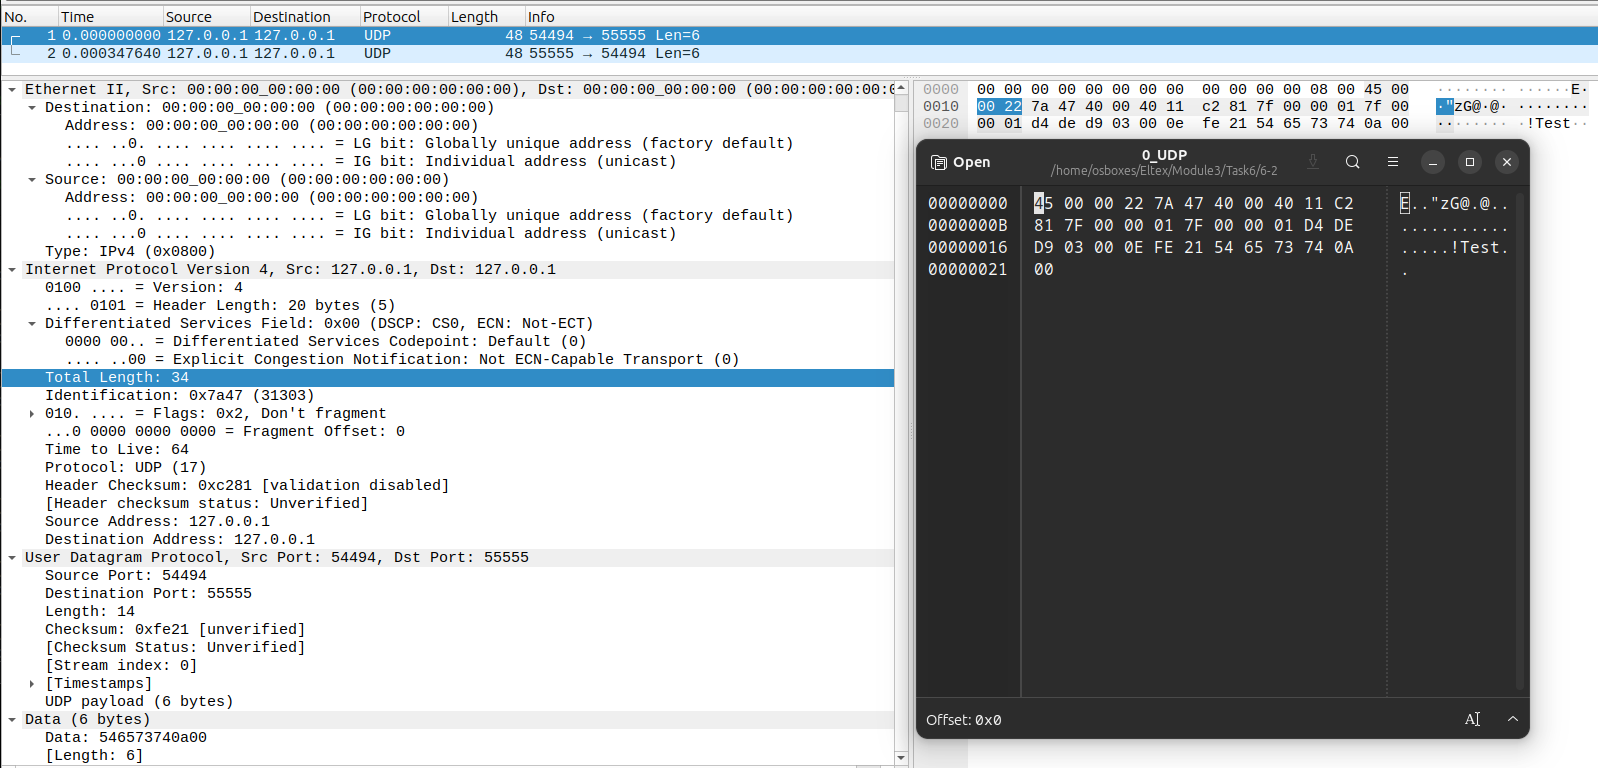 No. Time Source Destination Protocol Length Info
1 0.000000000 127.0.0.1 127.0.0.1 UDP 48 54494 → 55555 Len=6
2 0.000347640 127.0.0.1 127.0.0.1 UDP 48 55555 → 54494 Len=6
Ethernet II, Src: 00:00:00_00:00:00 (00:00:00:00:00:00), Dst: 00:00:00_00:00:00 (00:00:00:00:00:0
Destination: 00:00:00_00:00:00 (00:00:00:00:00:00)
Address: 00:00:00_00:00:00 (00:00:00:00:00:00)
.... ..0. .... .... .... .... = LG bit: Globally unique address (factory default)
.... ...0 .... .... .... .... = IG bit: Individual address (unicast)
Source: 00:00:00_00:00:00 (00:00:00:00:00:00)
Address: 00:00:00_00:00:00 (00:00:00:00:00:00)
.... ..0. .... .... .... .... = LG bit: Globally unique address (factory default)
.... ...0 .... .... .... .... = IG bit: Individual address (unicast)
Type: IPv4 (0x0800)
Internet Protocol Version 4, Src: 127.0.0.1, Dst: 127.0.0.1
0100 .... = Version: 4
.... 0101 = Header Length: 20 bytes (5)
Differentiated Services Field: 0x00 (DSCP: CS0, ECN: Not-ECT)
0000 00.. = Differentiated Services Codepoint: Default (0)
.... ..00 = Explicit Congestion Notification: Not ECN-Capable Transport (0)
Total Length: 34
Identification: 0x7a47 (31303)
010. .... = Flags: 0x2, Don't fragment
...0 0000 0000 0000 = Fragment Offset: 0
Time to Live: 64
Protocol: UDP (17)
Header Checksum: 0xc281 [validation disabled]
[Header checksum status: Unverified]
Source Address: 127.0.0.1
Destination Address: 127.0.0.1
User Datagram Protocol, Src Port: 54494, Dst Port: 55555
Source Port: 54494
Destination Port: 55555
Length: 14
Checksum: 0xfe21 [unverified]
[Checksum Status: Unverified]
[Stream index: 0]
[Timestamps]
UDP payload (6 bytes)
Data (6 bytes)
Data: 546573740a00
[Length: 6]
0000 00 00 00 00 00 00 00 00 00 00 00 00 08 00 45 00 ········ ······E·
0010 00 22 7a 47 40 00 40 11 c2 81 7f 00 00 01 7f 00 ·"zG@·@· ········
0020 00 01 d4 de d9 03 00 0e fe 21 54 65 73 74 0a 00 ········ ·!Test··
Open
0_UDP
/home/osboxes/Eltex/Module3/Task6/6-2
00000000 45 00 00 22 7A 47 40 00 40 11 C2 E.."zG@.@..
0000000B 81 7F 00 00 01 7F 00 00 01 D4 DE ...........
00000016 D9 03 00 0E FE 21 54 65 73 74 0A .....!Test.
00000021 00 .
Offset: 0x0